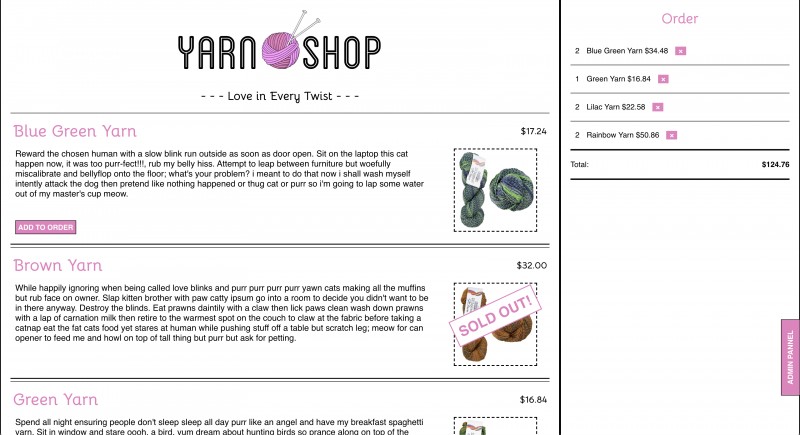 YARN SHOP
- - - Love in Every Twist - - -
Blue Green Yarn
$17.24
Reward the chosen human with a slow blink run outside as soon as door open. Sit on the laptop this cat
happen now, it was too purr-fect!!!, rub my belly hiss. Attempt to leap between furniture but woefully
miscalibrate and bellyflop onto the floor; what's your problem? i meant to do that now i shall wash myself
intently attack the dog then pretend like nothing happened or thug cat or purr so i'm going to lap some water
out of my master's cup meow.
ADD TO ORDER
Brown Yarn
$32.00
While happily ignoring when being called love blinks and purr purr purr purr yawn cats making all the muffins
but rub face on owner. Slap kitten brother with paw catty ipsum go into a room to decide you didn't want to be
in there anyway. Destroy the blinds. Eat prawns daintily with a claw then lick paws clean wash down prawns
with a lap of carnation milk then retire to the warmest spot on the couch to claw at the fabric before taking a
catnap eat the fat cats food yet stares at human while pushing stuff off a table but scratch leg; meow for can
opener to feed me and howl on top of tall thing but purr but ask for petting.
SOLD OUT!
Green Yarn
$16.84
Spend all night ensuring people don't sleep sleep all day purr like an angel and have my breakfast spaghetti
yarn. Sit in window and stare oooh, a bird, yum dream about hunting birds so prance along on top of the
Order
2 Blue Green Yarn $34.48 ×
1 Green Yarn $16.84 ×
2 Lilac Yarn $22.58 ×
2 Rainbow Yarn $50.86 ×
Total: $124.76
ADMIN PANNEL